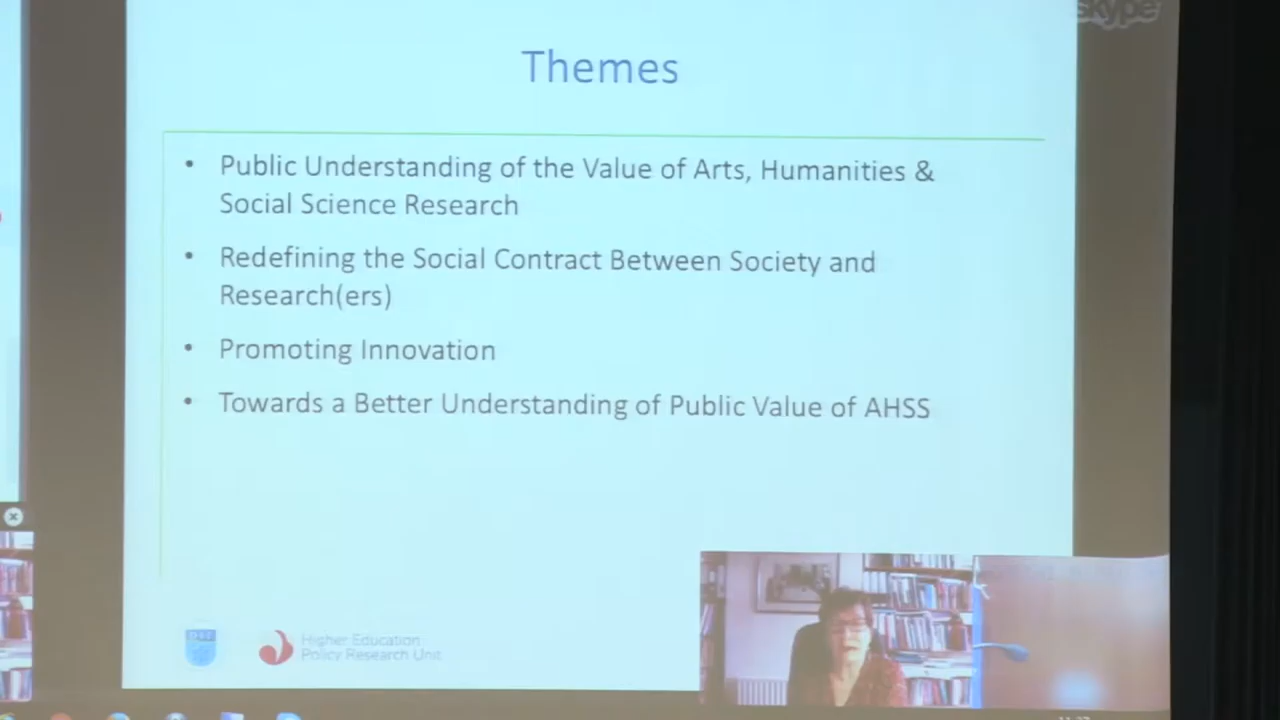 skype
Themes
• Public Understanding of the Value of Arts, Humanities &
Social Science Research
• Redefining the Social Contract Between Society and
Research(ers)
• Promoting Innovation
• Towards a Better Understanding of Public Value of AHSS
Higher Education
Policy Research Unit